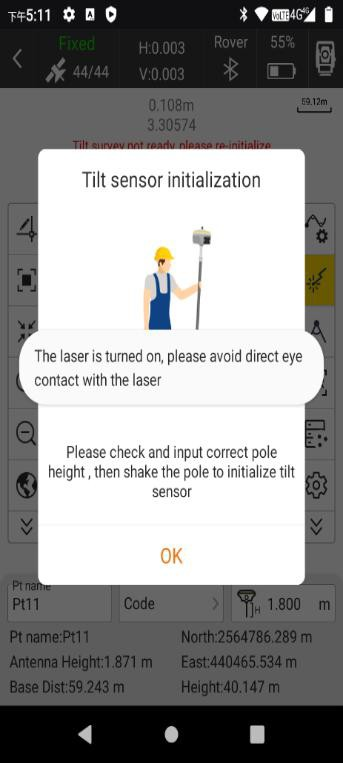 下午5:11
VoLTE 4G 4G
Fixed
44/44
H:0.003
V:0.003
Rover
55%
0.108m
3.30574
59.12m
Tilt survey not ready, please re-initialize
Tilt sensor initialization
The laser is turned on, please avoid direct eye
contact with the laser
Please check and input correct pole
height , then shake the pole to initialize tilt
sensor
OK
Pt name
Pt11
Code
H 1.800 m
Pt name:Pt11
North:2564786.289 m
Antenna Height:1.871 m
East:440465.534 m
Base Dist:59.243 m
Height:40.147 m